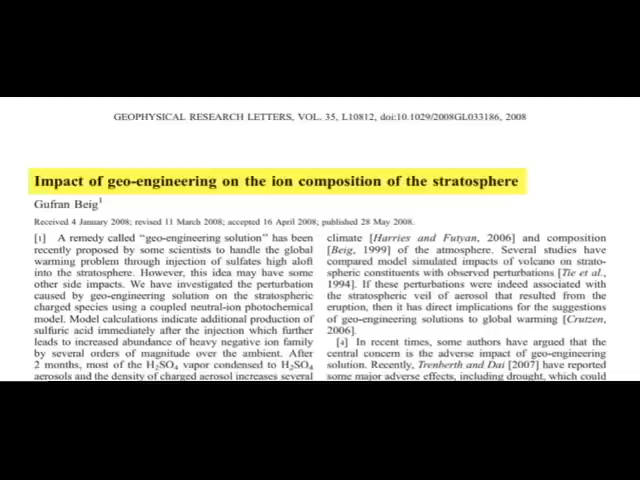 GEOPHYSICAL RESEARCH LETTERS, VOL. 35, L10812, doi:10.1029/2008GL033186, 2008
Impact of geo-engineering on the ion composition of the stratosphere
Gufran Beig1
Received 4 January 2008; revised 11 March 2008; accepted 16 April 2008; published 28 May 2008.
[1] A remedy called “geo-engineering solution” has been
recently proposed by some scientists to handle the global
warming problem through injection of sulfates high aloft
into the stratosphere. However, this idea may have some
other side impacts. We have investigated the perturbation
caused by geo-engineering solution on the stratospheric
charged species using a coupled neutral-ion photochemical
model. Model calculations indicate additional production of
sulfuric acid immediately after the injection which further
leads to increased abundance of heavy negative ion family
by several orders of magnitude over the ambient. After
2 months, most of the H2SO4 vapor condensed to H2SO4
aerosols and the density of charged aerosol increases several
climate [Harries and Futyan, 2006] and composition
[Beig, 1999] of the atmosphere. Several studies have
compared model simulated impacts of volcano on strato-
spheric constituents with observed perturbations [Tie et al.,
1994]. If these perturbations were indeed associated with
the stratospheric veil of aerosol that resulted from the
eruption, then it has direct implications for the suggestions
of geo-engineering solutions to global warming [Crutzen,
2006].
[4] In recent times, some authors have argued that the
central concern is the adverse impact of geo-engineering
solution. Recently, Trenberth and Dai [2007] have reported
some major adverse effects, including drought, which could